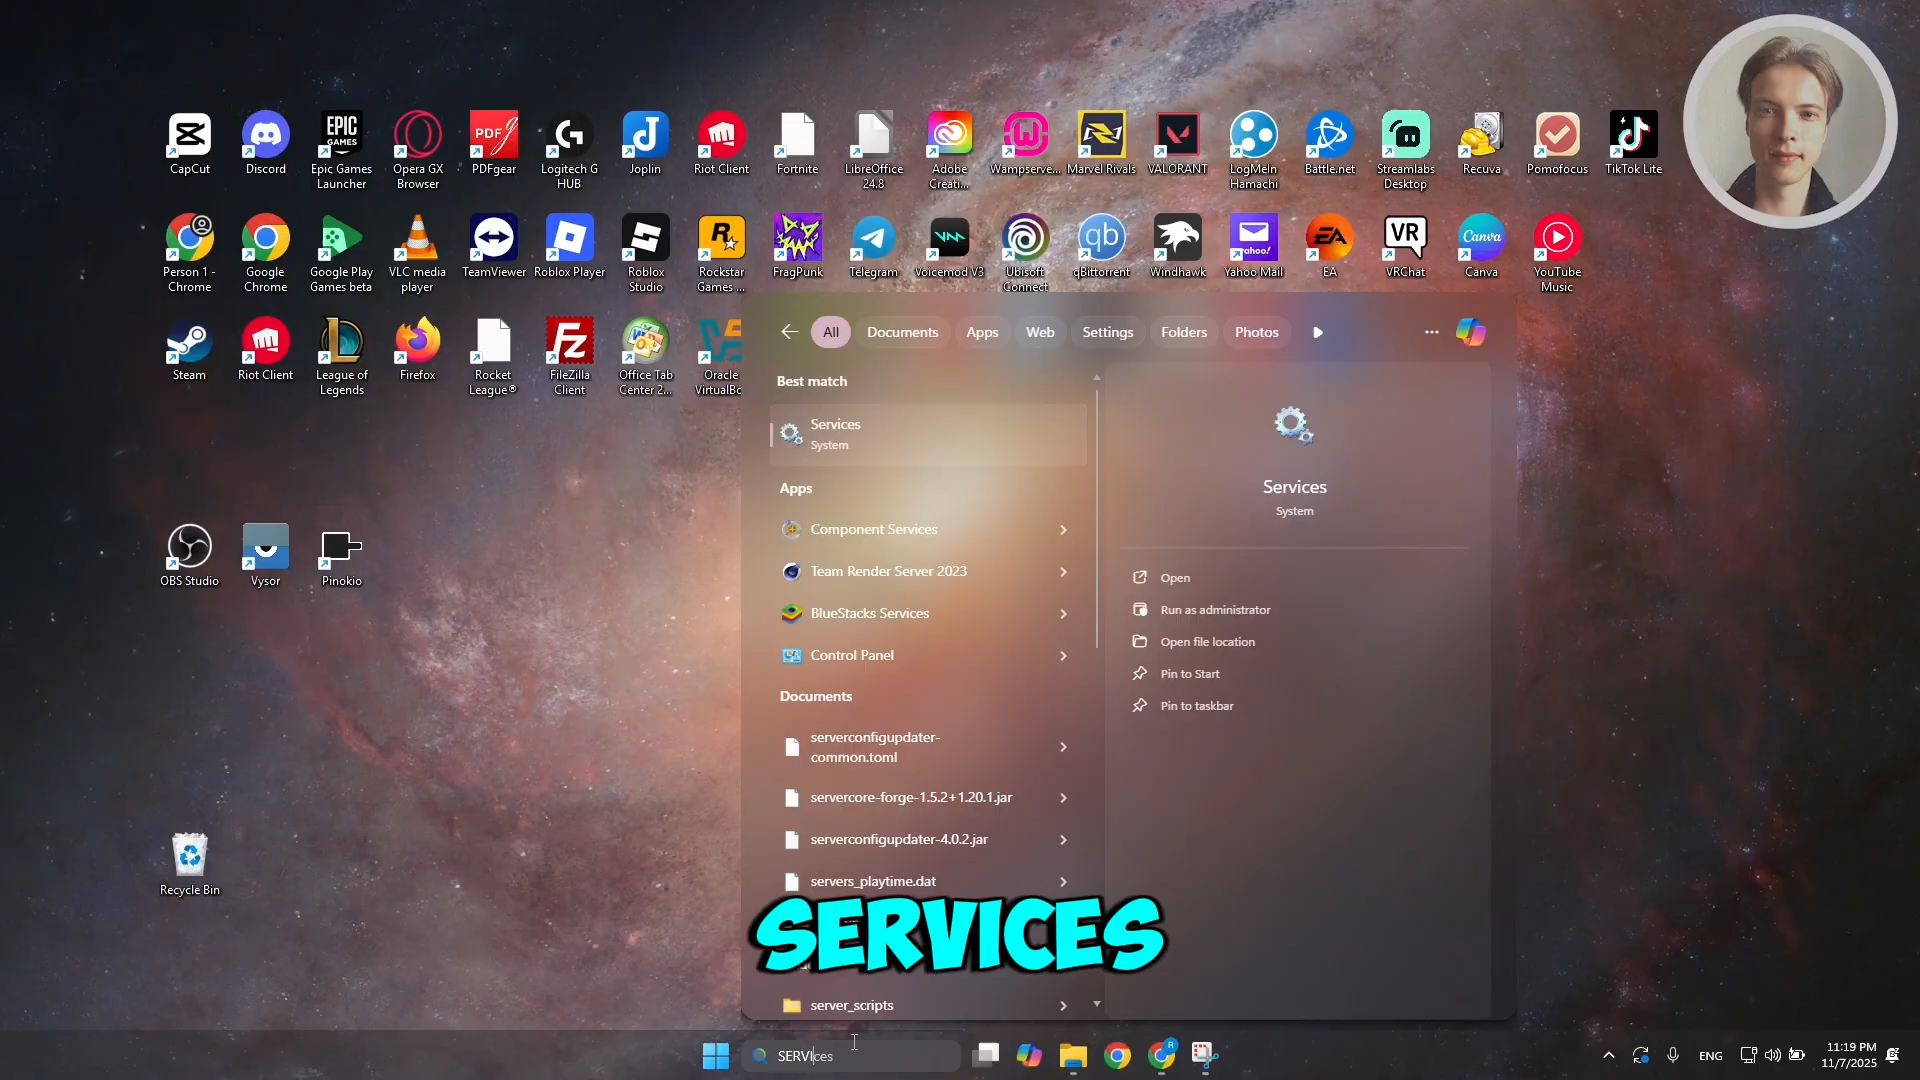 CapCut
Discord
EPIC GAMES
Epic Games Launcher
Opera GX Browser
PDF
PDFgear
Logitech G HUB
Joplin
Riot Client
Fortnite
LibreOffice 24.8
Adobe Creati...
Wampserve...
Marvel Rivals
VALORANT
LogMeIn Hamachi
Battle.net
Streamlabs Desktop
Recuva
Pomofocus
TikTok Lite
Person 1 - Chrome
Google Chrome
Google Play Games beta
VLC media player
TeamViewer
Roblox Player
Roblox Studio
Rockstar Games ...
FragPunk
Telegram
Voicemod V3
Ubisoft Connect
qb
qBittorrent
Windhawk
yahoo!
Yahoo Mail
EA
EA
VR
VRChat
Canva
Canva
YouTube Music
Steam
Riot Client
League of Legends
Firefox
Rocket League®
Fz
FileZilla Client
Office Tab Center 2...
Oracle VirtualBo
All
Documents
Apps
Web
Settings
Folders
Photos
Best match
Services
System
Apps
Component Services
Team Render Server 2023
BlueStacks Services
Control Panel
Documents
serverconfigupdater-
common.toml
servercore-forge-1.5.2+1.20.1.jar
serverconfigupdater-4.0.2.jar
servers_playtime.dat
server_scripts
Services
System
Open
Run as administrator
Open file location
Pin to Start
Pin to taskbar
OBS Studio
Vysor
Pinokio
Recycle Bin
SERVICES
SERVIces
R
ENG
11:19 PM
11/7/2025